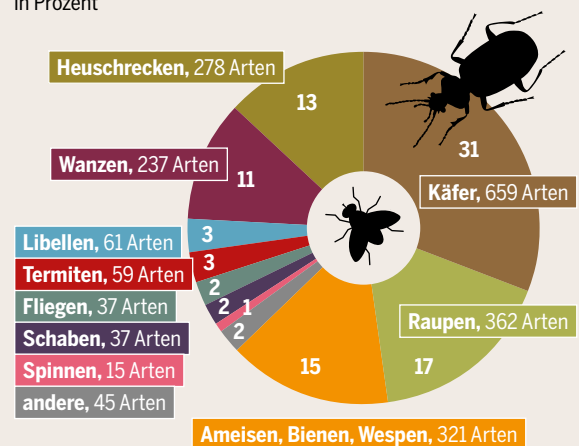 in Prozent
Heuschrecken, 278 Arten
13
31
Wanzen, 237 Arten
11
Käfer, 659 Arten
Libellen, 61 Arten
3
Termiten, 59 Arten
3
Fliegen, 37 Arten
2
Schaben, 37 Arten
2
Spinnen, 15 Arten
1
andere, 45 Arten
2
Raupen, 362 Arten
17
15
Ameisen, Bienen, Wespen, 321 Arten